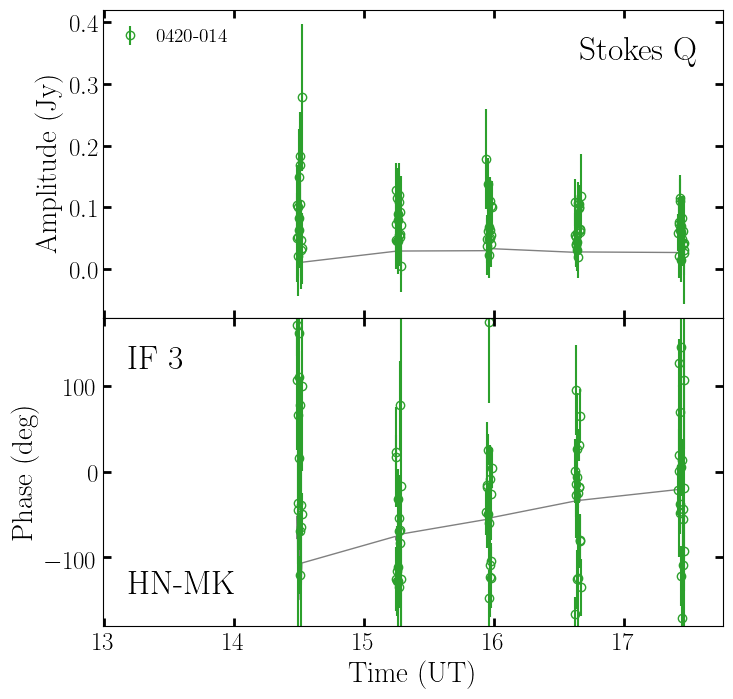 0420-014
Stokes Q
0.4
0.3
0.2
0.1
0.0
Amplitude (Jy)
IF 3
HN-MK
100
0
−100
Phase (deg)
13 14 15 16 17
Time (UT)